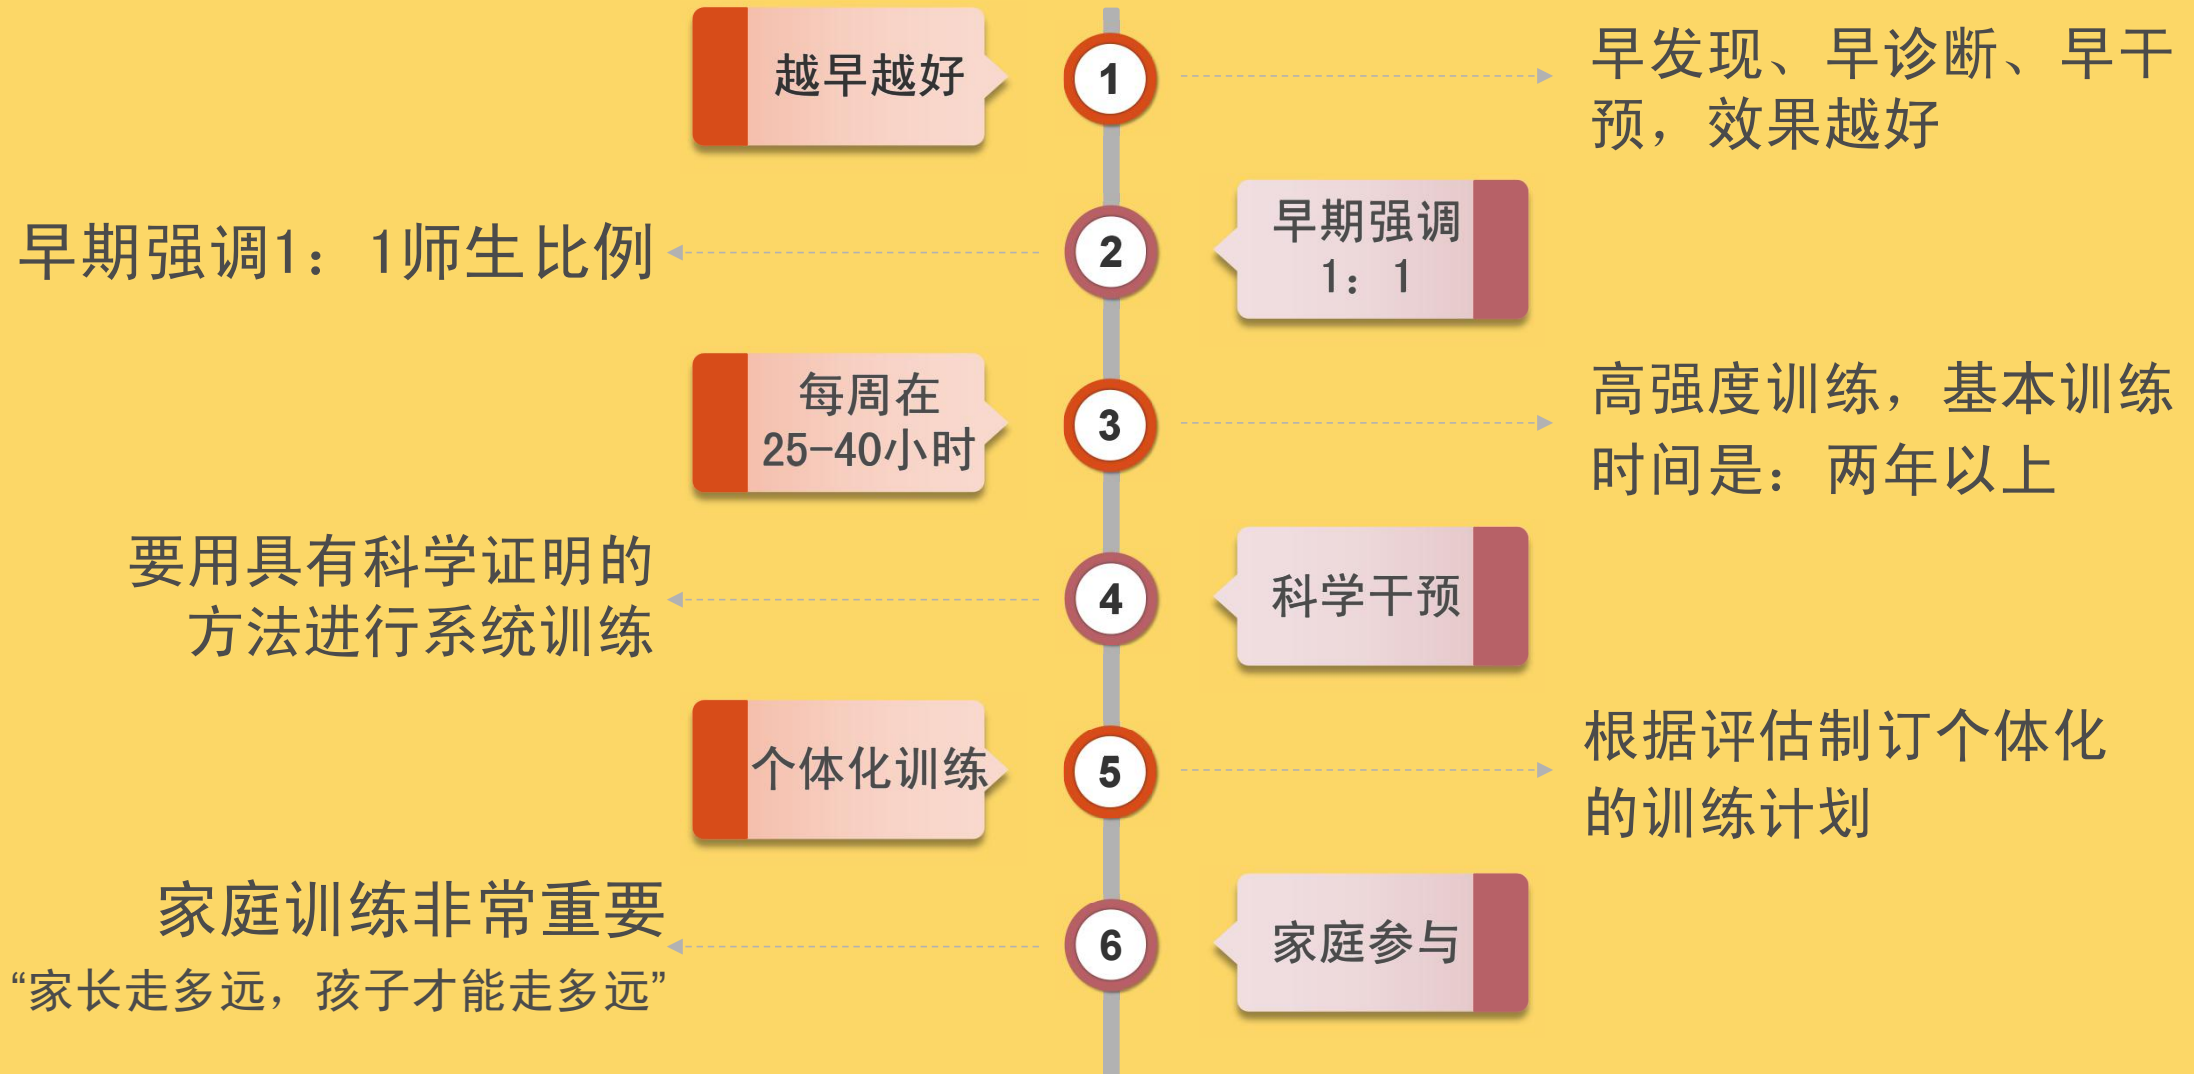 越早越好
1
早发现、早诊断、早干
预，效果越好
早期强调1：1师生比例
2
早期强调
1：1
每周在
25-40小时
3
高强度训练，基本训练
时间是：两年以上
要用具有科学证明的
方法进行系统训练
4
科学干预
个体化训练
5
根据评估制订个体化
的训练计划
家庭训练非常重要
“家长走多远，孩子才能走多远”
6
家庭参与